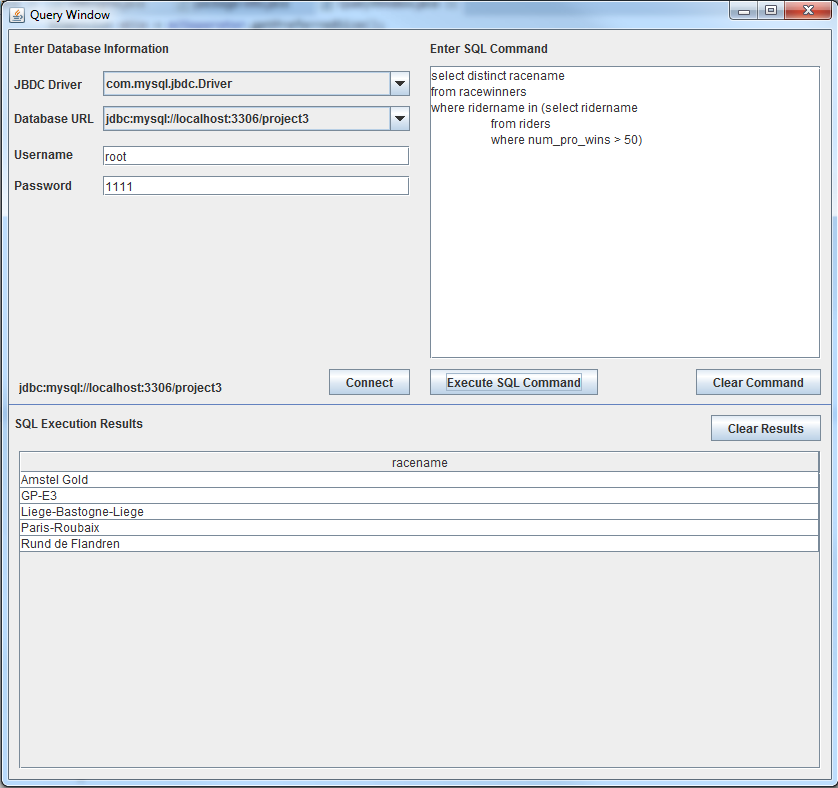 Query Window
Enter Database Information
JBDC Driver
com.mysql.jbdc.Driver
Database URL
jdbc:mysql://localhost:3306/project3
Username
root
Password
1111
jdbc:mysql://localhost:3306/project3
Connect
Enter SQL Command
select distinct racename
from racewinners
where ridername in (select ridername
from riders
where num_pro_wins > 50)
Execute SQL Command
Clear Command
SQL Execution Results
Clear Results
racename
Amstel Gold
GP-E3
Liege-Bastogne-Liege
Paris-Roubaix
Rund de Flandren